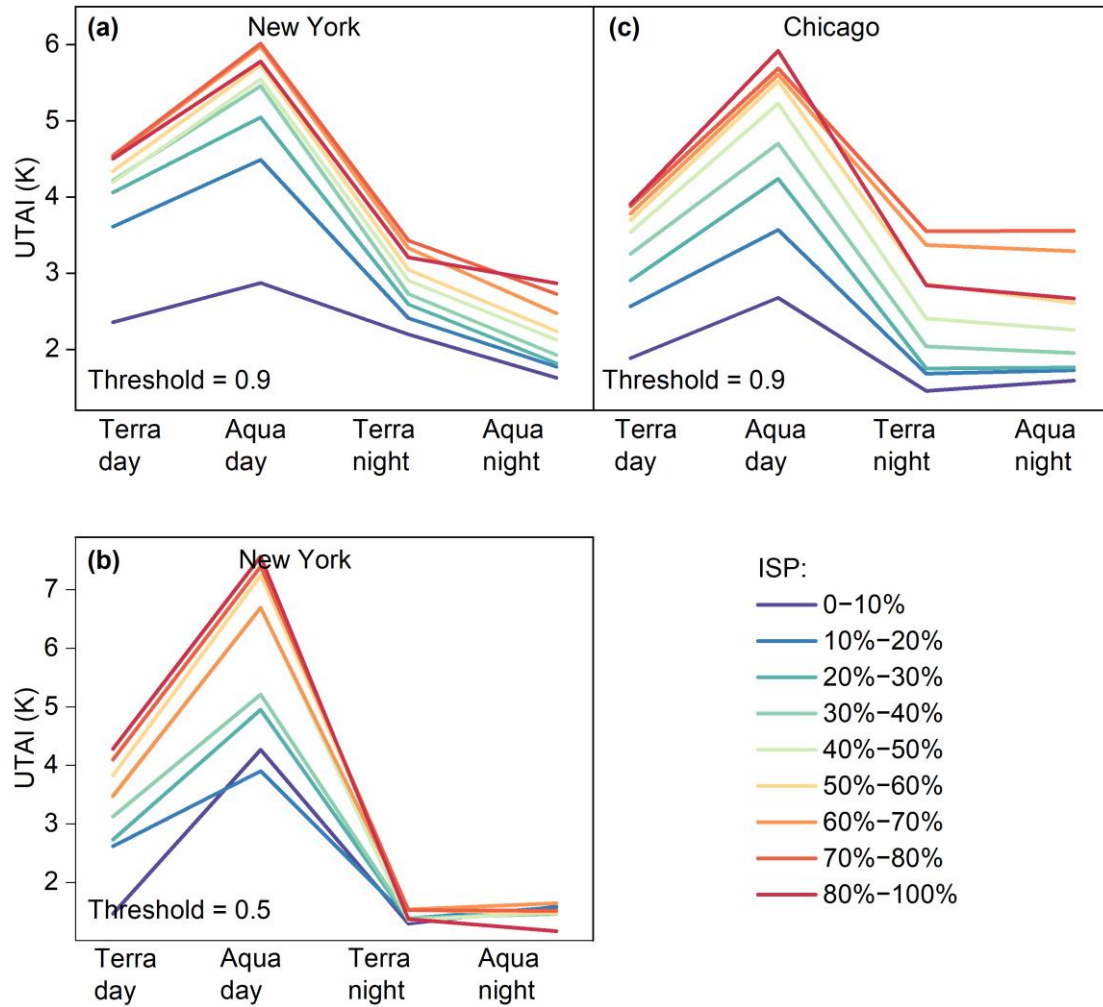 (a)
New York
6
5
4
3
2
UTAI (K)
Threshold = 0.9
Terra
day
Aqua
day
Terra
night
Aqua
night
(c)
Chicago
Threshold = 0.9
Terra
day
Aqua
day
Terra
night
Aqua
night
(b)
New York
7
6
5
4
3
2
UTAI (K)
Threshold = 0.5
Terra
day
Aqua
day
Terra
night
Aqua
night
ISP:
0−10%
10%−20%
20%−30%
30%−40%
40%−50%
50%−60%
60%−70%
70%−80%
80%−100%